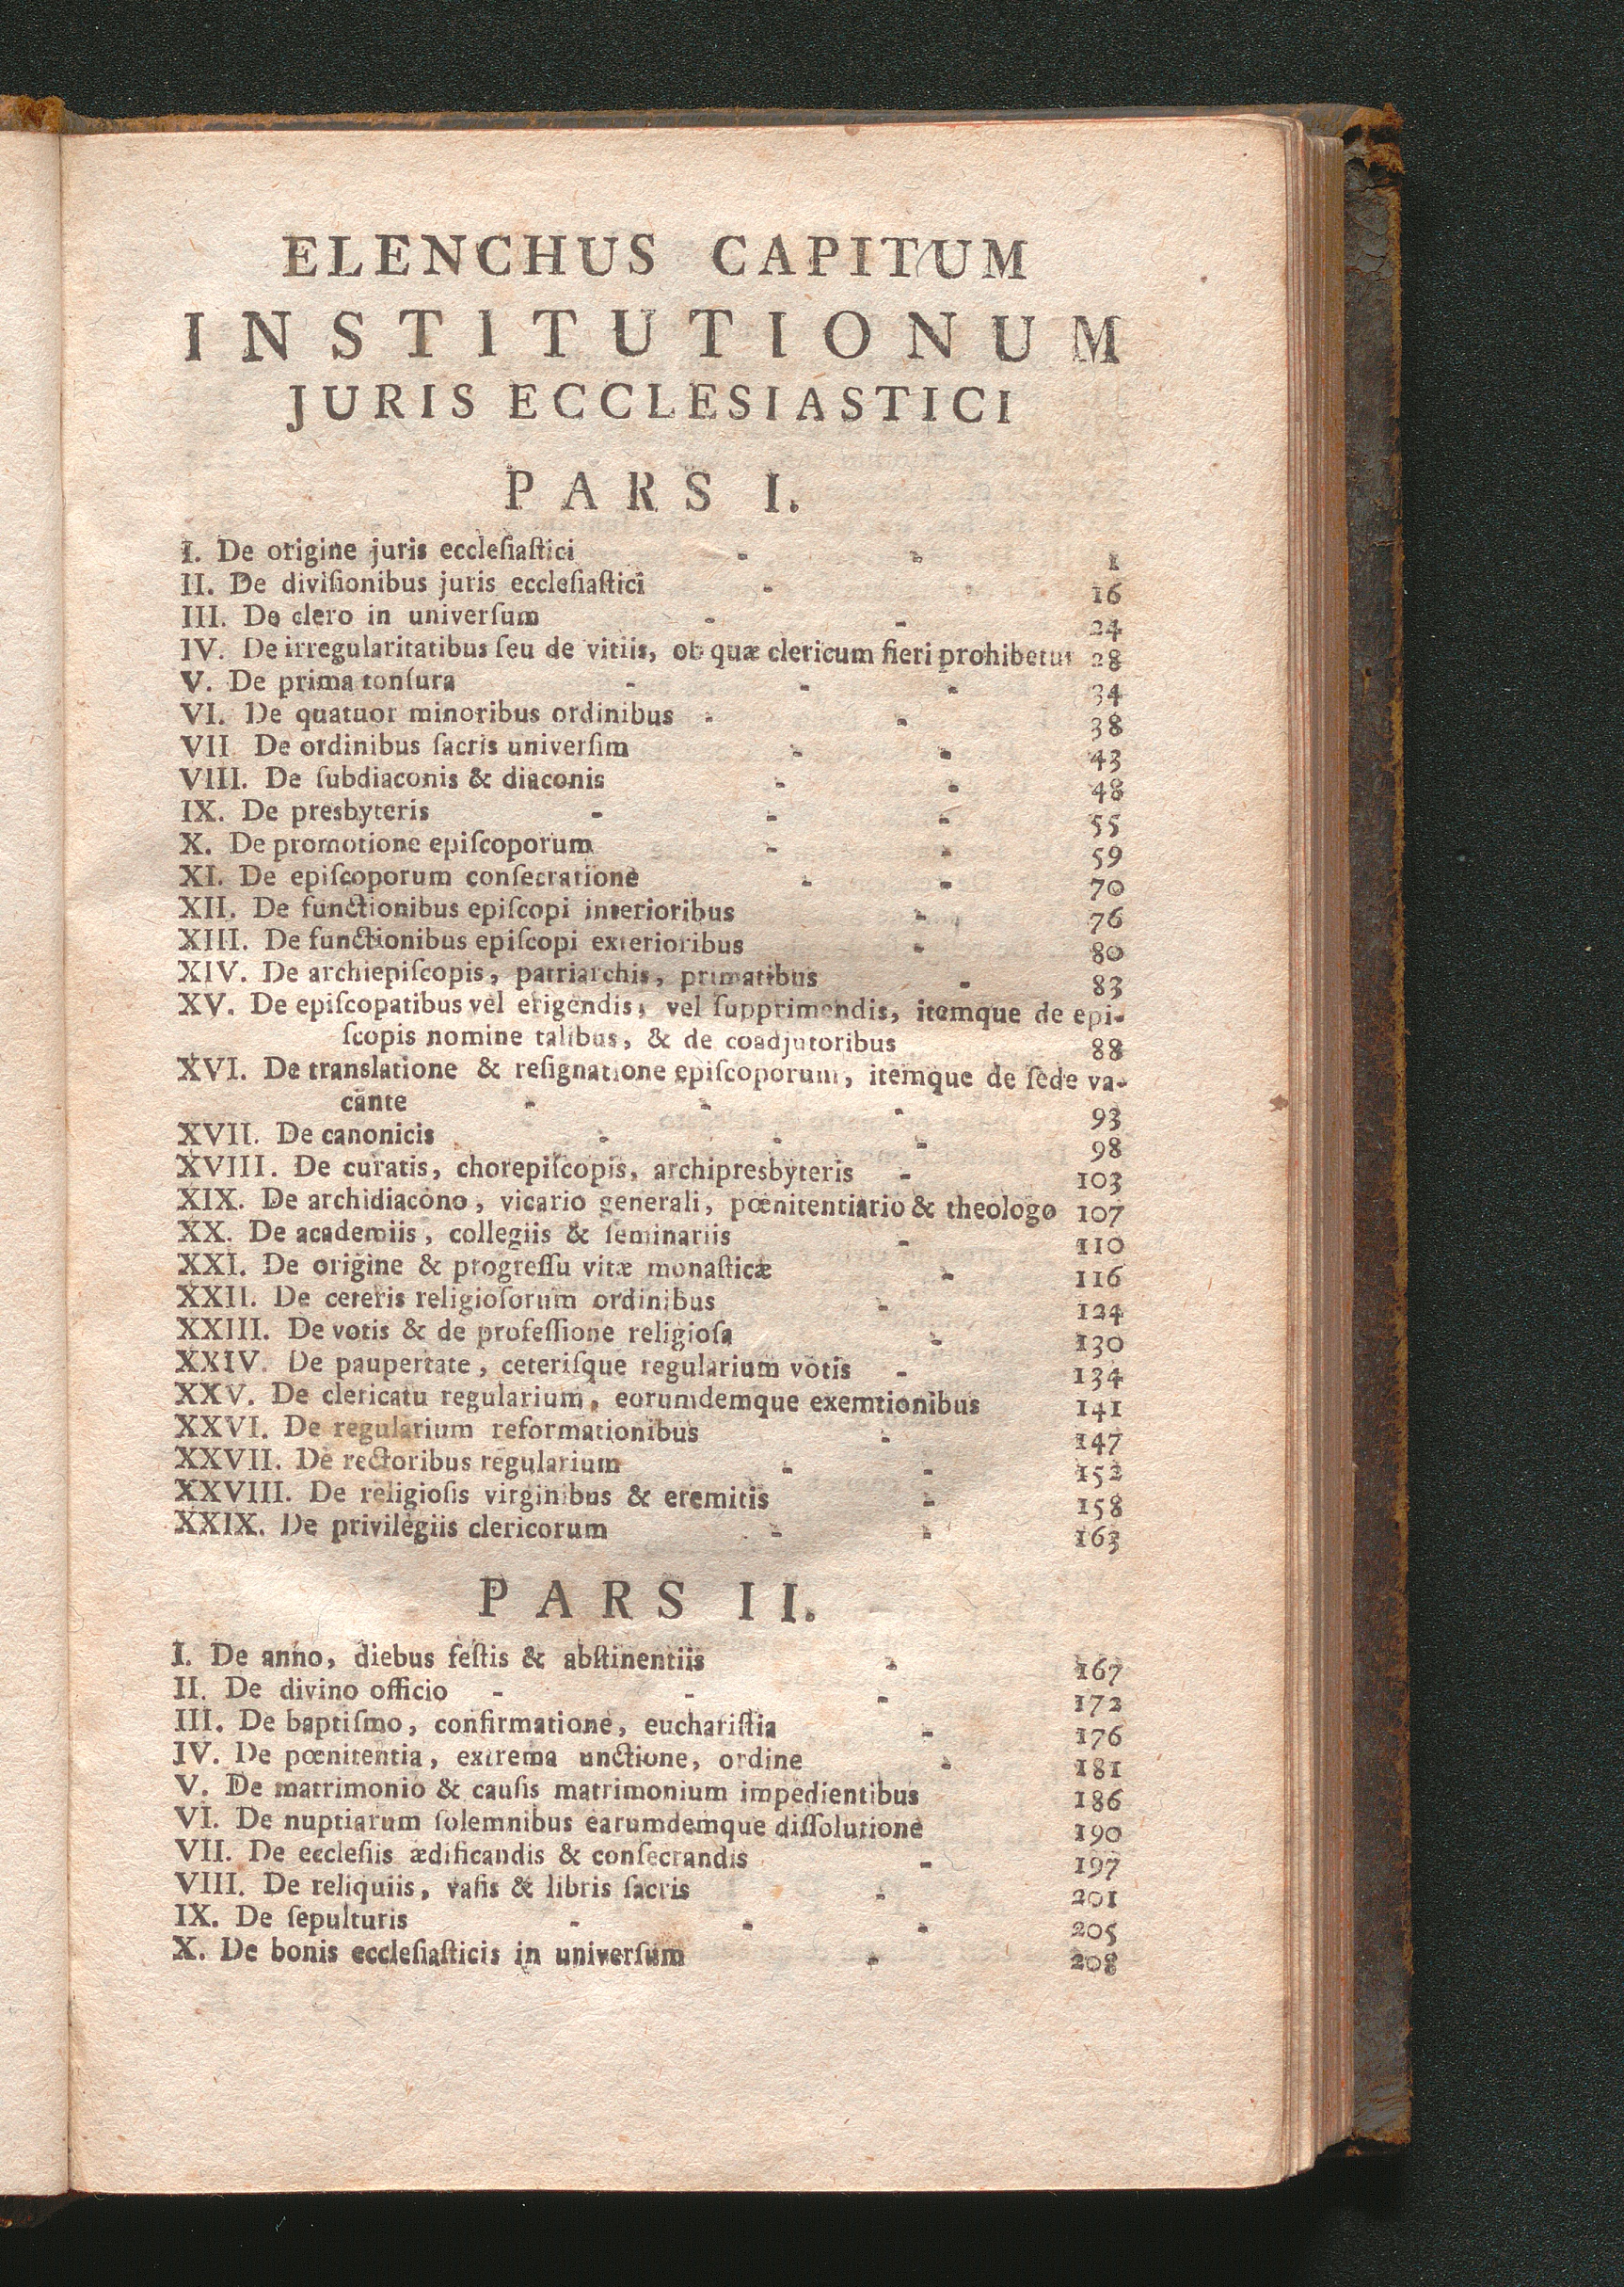 ELENCHUS CAPITUM
INSTITUTIONUM
JURIS ECCLESIASTICI
PARS I.
I. De origine juris eccleſiaſtici - - 1
II. De diviſionibus juris eccleſiaſtici - - 16
III. De clero in univerſum - - 24
IV. De irregularitatibus ſeu de vitiis, ob quæ clericum fieri prohibetur 28
V. De prima tonſura - - - 34
VI. De quatuor minoribus ordinibus - - 38
VII De ordinibus ſacris univerſim - - 43
VIII. De ſubdiaconis & diaconis - - 48
IX. De presbyteris - - - 55
X. De promotione epiſcoporum - - 59
XI. De epiſcoporum conſecratione - - 70
XII. De functionibus epiſcopi interioribus - 76
XIII. De functionibus epiſcopi exterioribus - 80
XIV. De archiepiſcopis, patriarchis, primatibus - 83
XV. De epiſcopatibus vel erigendis, vel ſupprimendis, itemque de epi-
ſcopis nomine talibus, & de coadjutoribus 88
XVI. De translatione & reſignatione epiſcoporum, itemque de ſede va-
cante - - - 93
XVII. De canonicis - - - 98
XVIII. De curatis, chorepiſcopis, archipresbyteris - 103
XIX. De archidiacono, vicario generali, pœnitentiario & theologo 107
XX. De academiis, collegiis & ſeminariis - 110
XXI. De origine & progreſſu vitæ monaſticæ - 116
XXII. De ceteris religioſorum ordinibus - 124
XXIII. De votis & de profeſſione religioſa - 130
XXIV. De paupertate, ceteriſque regularium votis - 134
XXV. De clericatu regularium, eorumdemque exemtionibus 141
XXVI. De regularium reformationibus - 147
XXVII. De rectoribus regularium - - 152
XXVIII. De religioſis virginibus & eremitis - 158
XXIX. De privilegiis clericorum - - 163
PARS II.
I. De anno, diebus feſtis & abſtinentiis - 167
II. De divino officio - - - 172
III. De baptiſmo, confirmatione, euchariſtia - 176
IV. De pœnitentia, extrema unctione, ordine - 181
V. De matrimonio & cauſis matrimonium impedientibus 186
VI. De nuptiarum ſolemnibus earumdemque diſſolutione 190
VII. De eccleſiis ædificandis & conſecrandis - 197
VIII. De reliquiis, vaſis & libris ſacris - 201
IX. De ſepulturis - - - 205
X. De bonis eccleſiaſticis in univerſum - 208